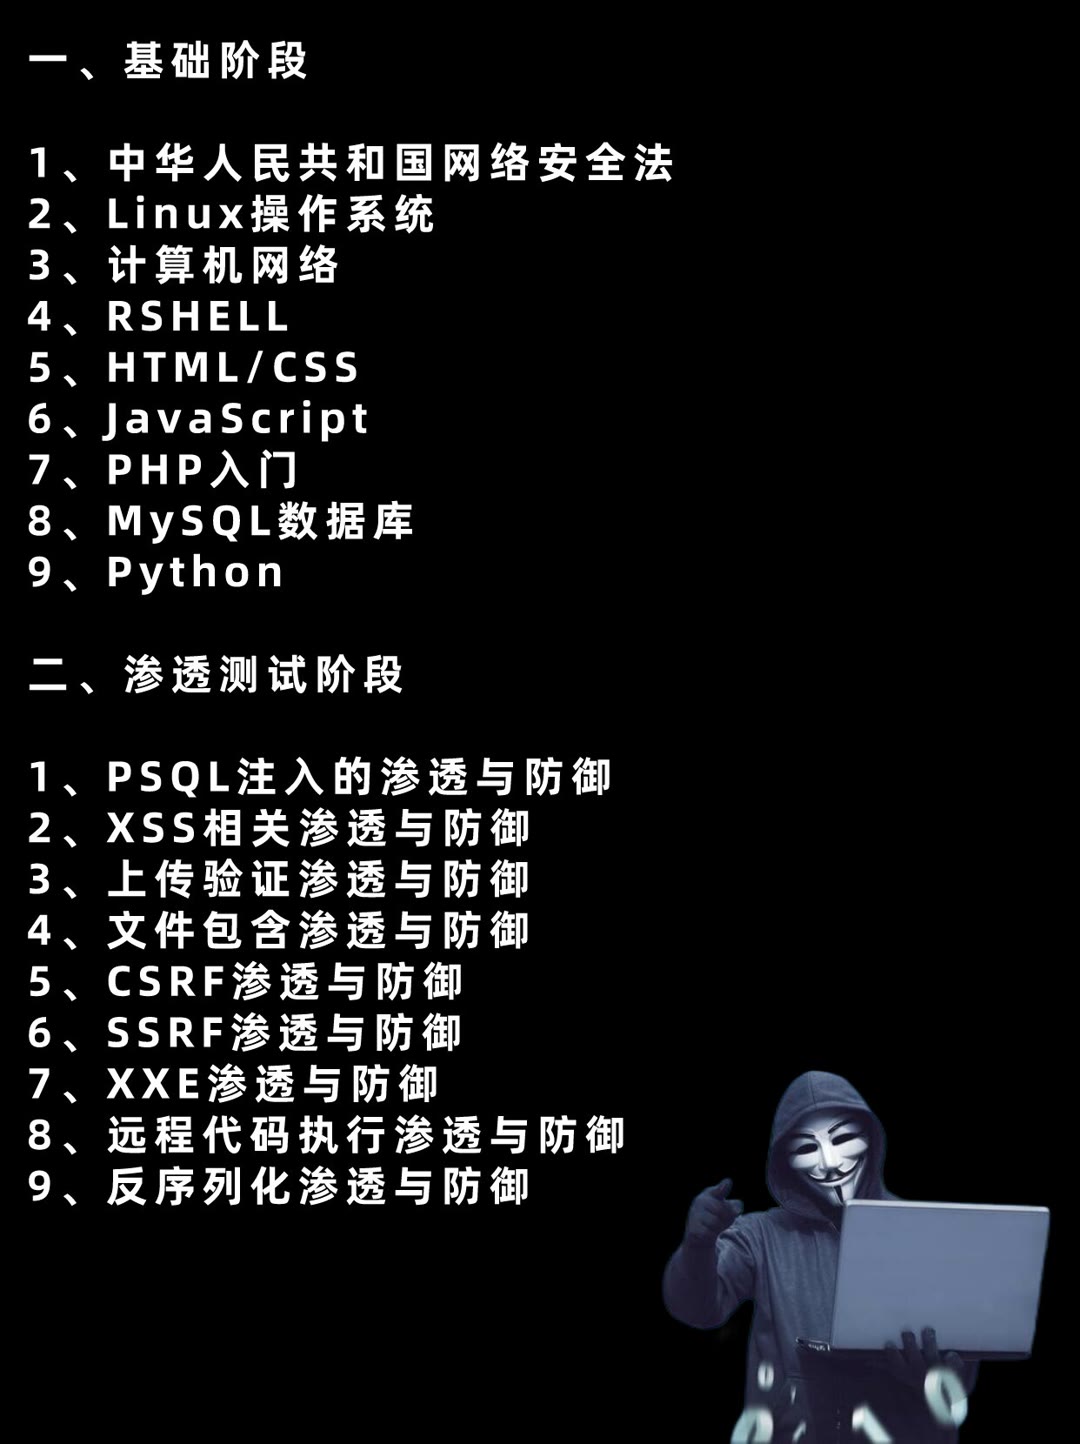 一、基础阶段
1、中华人民共和国网络安全法
2、Linux操作系统
3、计算机网络
4、RSHELL
5、HTML/CSS
6、JavaScript
7、PHP入门
8、MySQL数据库
9、Python
二、渗透测试阶段
1、PSQL注入的渗透与防御
2、XSS相关渗透与防御
3、上传验证渗透与防御
4、文件包含渗透与防御
5、CSRF渗透与防御
6、SSRF渗透与防御
7、XXE渗透与防御
8、远程代码执行渗透与防御
9、反序列化渗透与防御